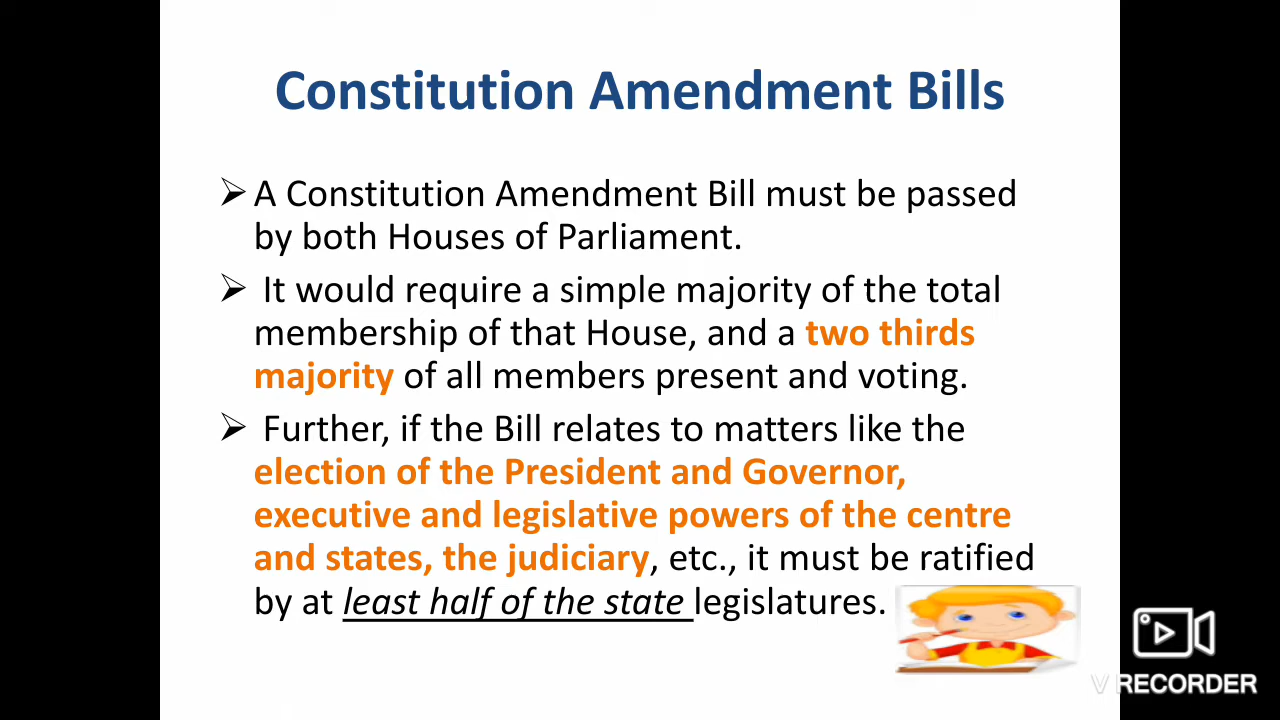 Constitution Amendment Bills
➢ A Constitution Amendment Bill must be passed
by both Houses of Parliament.
➢ It would require a simple majority of the total
membership of that House, and a two thirds
majority of all members present and voting.
➢ Further, if the Bill relates to matters like the
election of the President and Governor,
executive and legislative powers of the centre
and states, the judiciary, etc., it must be ratified
by at least half of the state legislatures.
V RECORDER